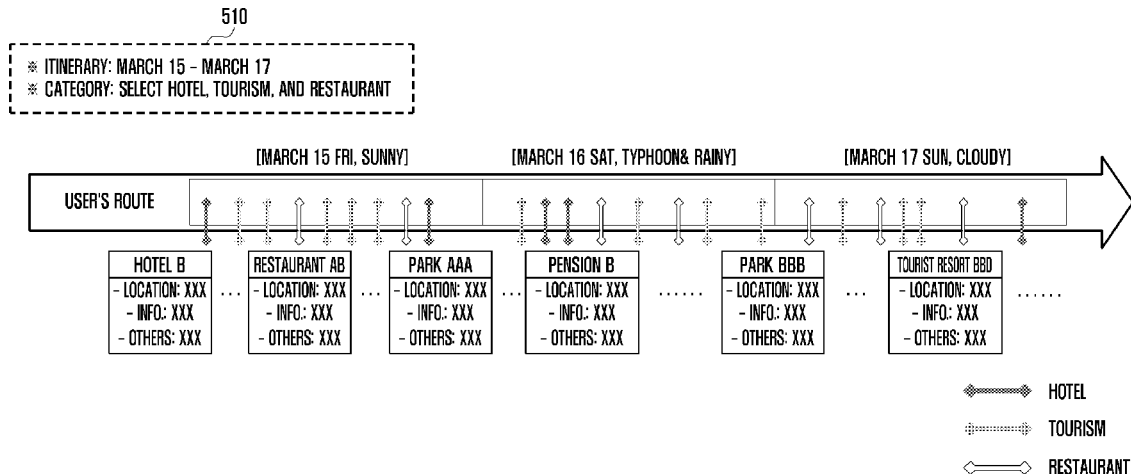 510
※ ITINERARY: MARCH 15 - MARCH 17
※ CATEGORY: SELECT HOTEL, TOURISM, AND RESTAURANT
[MARCH 15 FRI, SUNNY] [MARCH 16 SAT, TYPHOON& RAINY] [MARCH 17 SUN, CLOUDY]
USER'S ROUTE
HOTEL B
- LOCATION: XXX
- INFO.: XXX
- OTHERS: XXX
...
RESTAURANT AB
- LOCATION: XXX
- INFO.: XXX
- OTHERS: XXX
...
PARK AAA
- LOCATION: XXX
- INFO.: XXX
- OTHERS: XXX
...
PENSION B
- LOCATION: XXX
- INFO.: XXX
- OTHERS: XXX
......
PARK BBB
- LOCATION: XXX
- INFO.: XXX
- OTHERS: XXX
...
TOURIST RESORT BBD
- LOCATION: XXX
- INFO.: XXX
- OTHERS: XXX
......
HOTEL
TOURISM
RESTAURANT